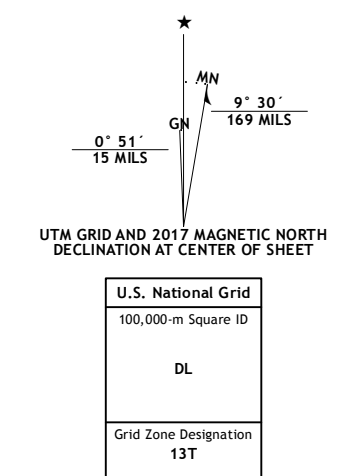 ★
MN
GN
9° 30´
169 MILS
0° 51´
15 MILS
UTM GRID AND 2017 MAGNETIC NORTH
DECLINATION AT CENTER OF SHEET
U.S. National Grid
100,000-m Square ID
DL
Grid Zone Designation
13T